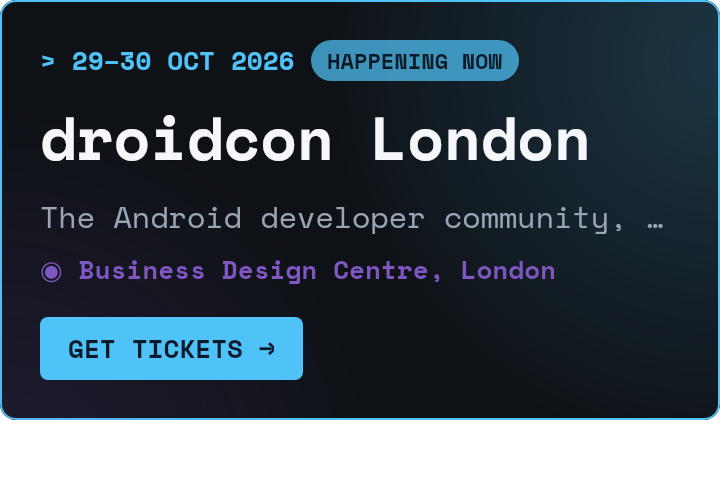 > 29–30 OCT 2026 HAPPENING NOW
droidcon London
The Android developer community, …
◉ Business Design Centre, London
GET TICKETS →